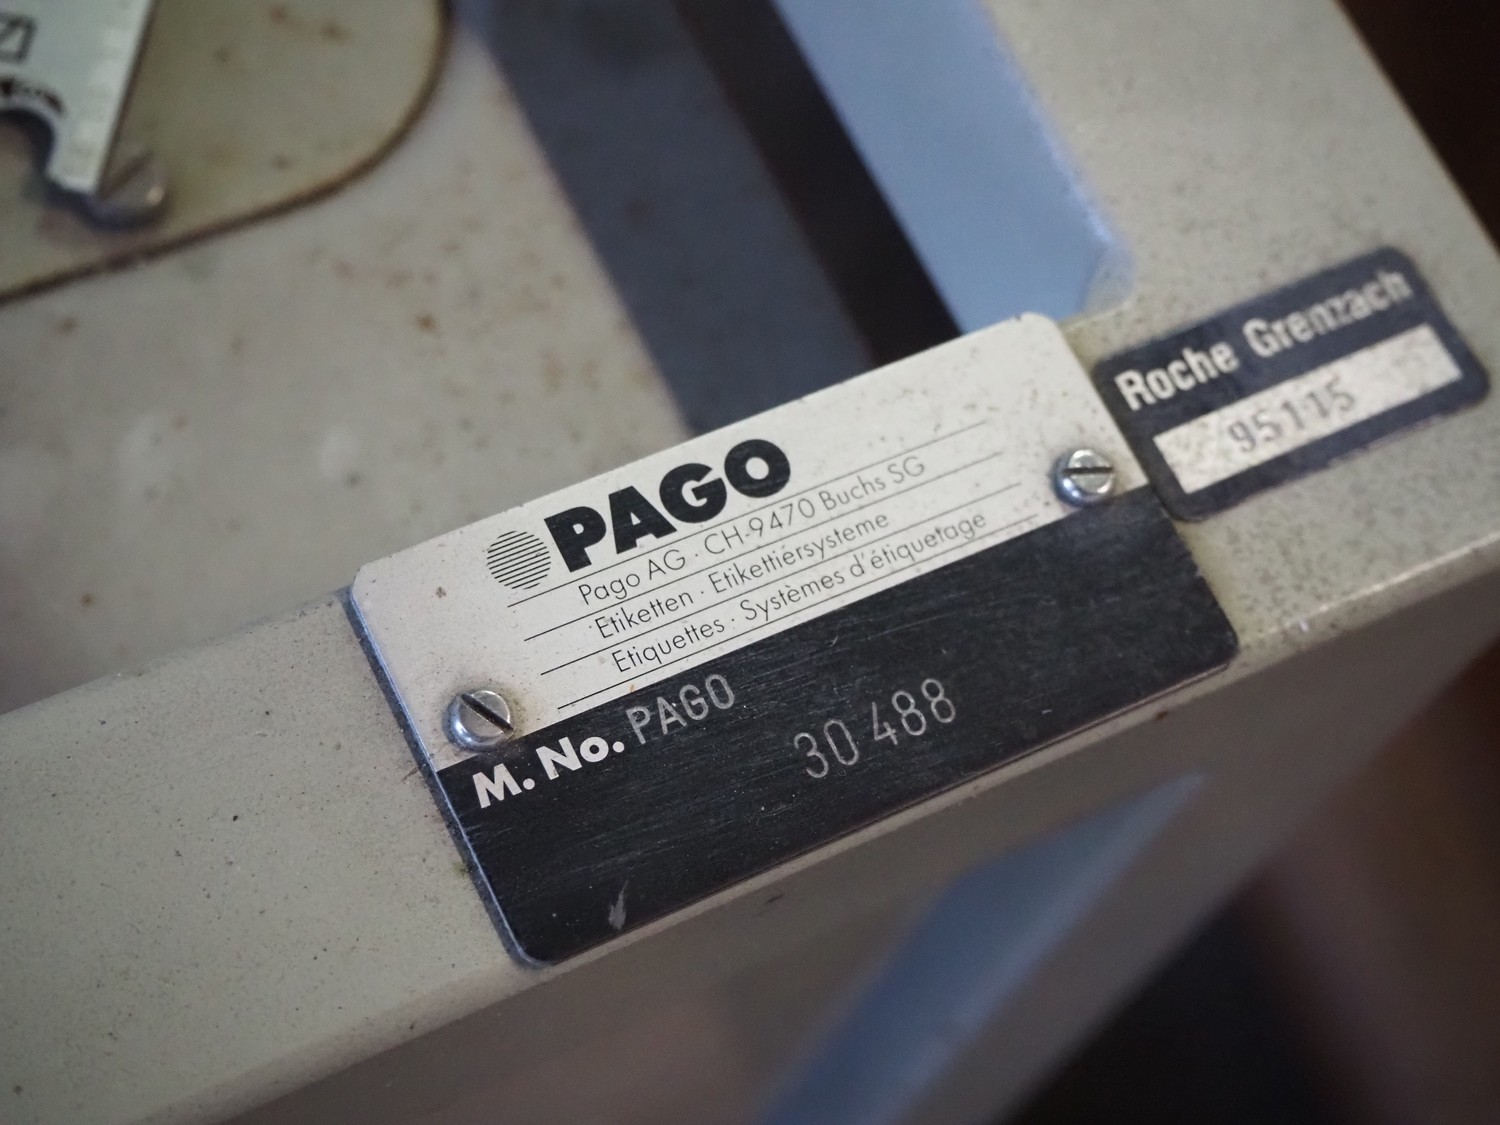 PAGO
Pago AG · CH-9470 Buchs SG
Etiketten · Etikettiersysteme
Etiquettes · Systèmes d'étiquetage
M. No. PAGO 30 488
Roche Grenzach
95115